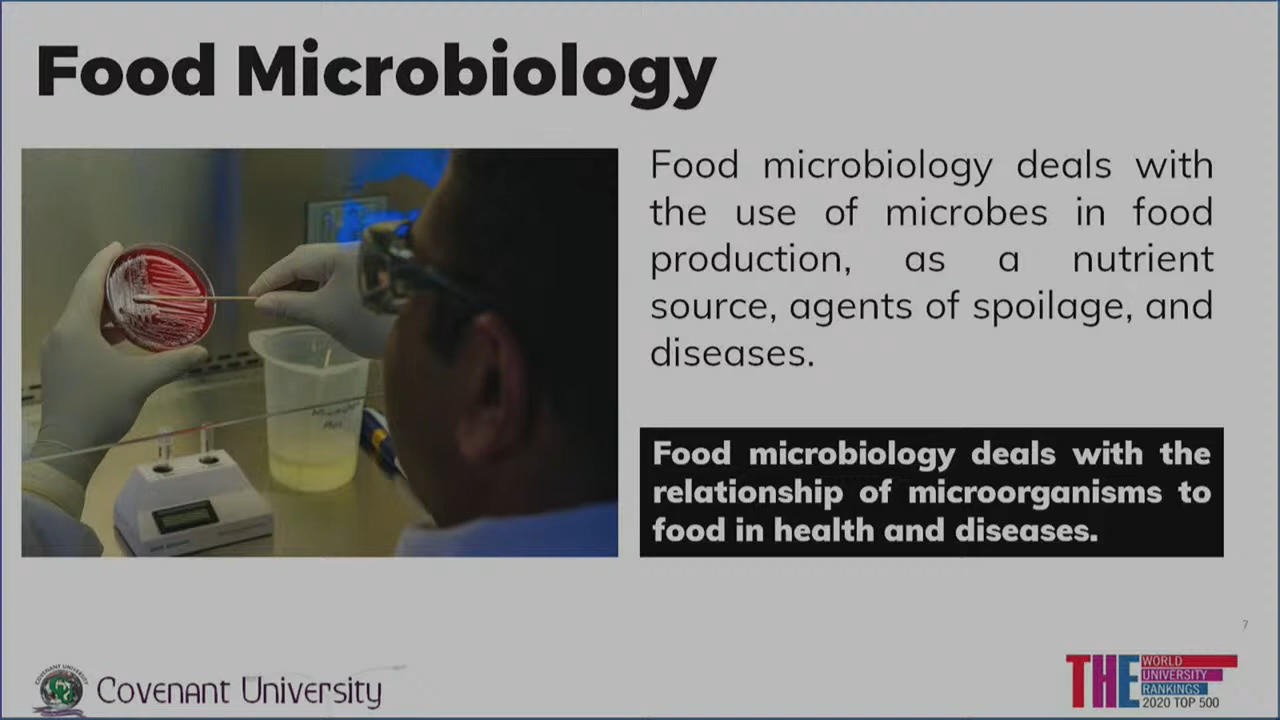 Food Microbiology
Food microbiology deals with
the use of microbes in food
production, as a nutrient
source, agents of spoilage, and
diseases.
Food microbiology deals with the
relationship of microorganisms to
food in health and diseases.
7
COVENANT UNIVERSITY
Covenant University
THE WORLD
UNIVERSITY
RANKINGS
2020 TOP 500